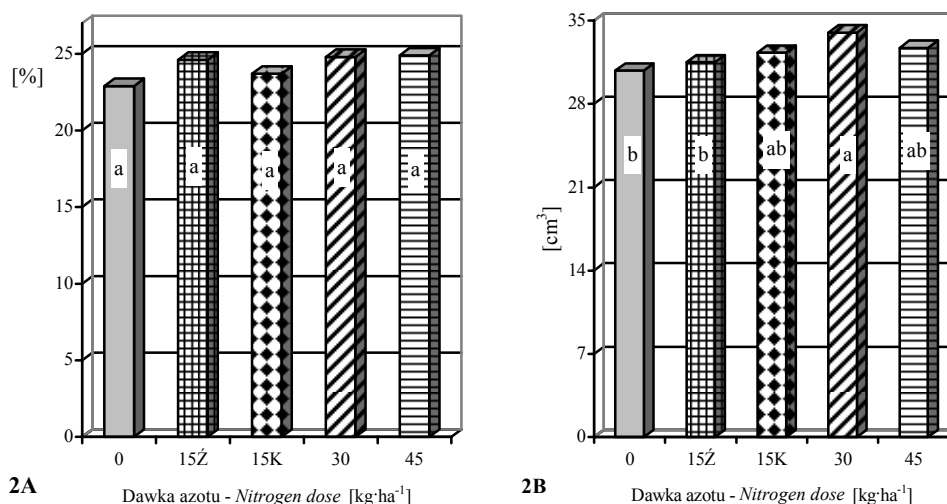 25
[%]
20
15
10
5
0
a
a
a
a
a
0
15Ź
15K
30
45
2A
Dawka azotu - Nitrogen dose [kg·ha⁻¹]
35
28
21
[cm³]
14
7
0
b
b
ab
a
ab
0
15Ź
15K
30
45
2B
Dawka azotu - Nitrogen dose [kg·ha⁻¹]